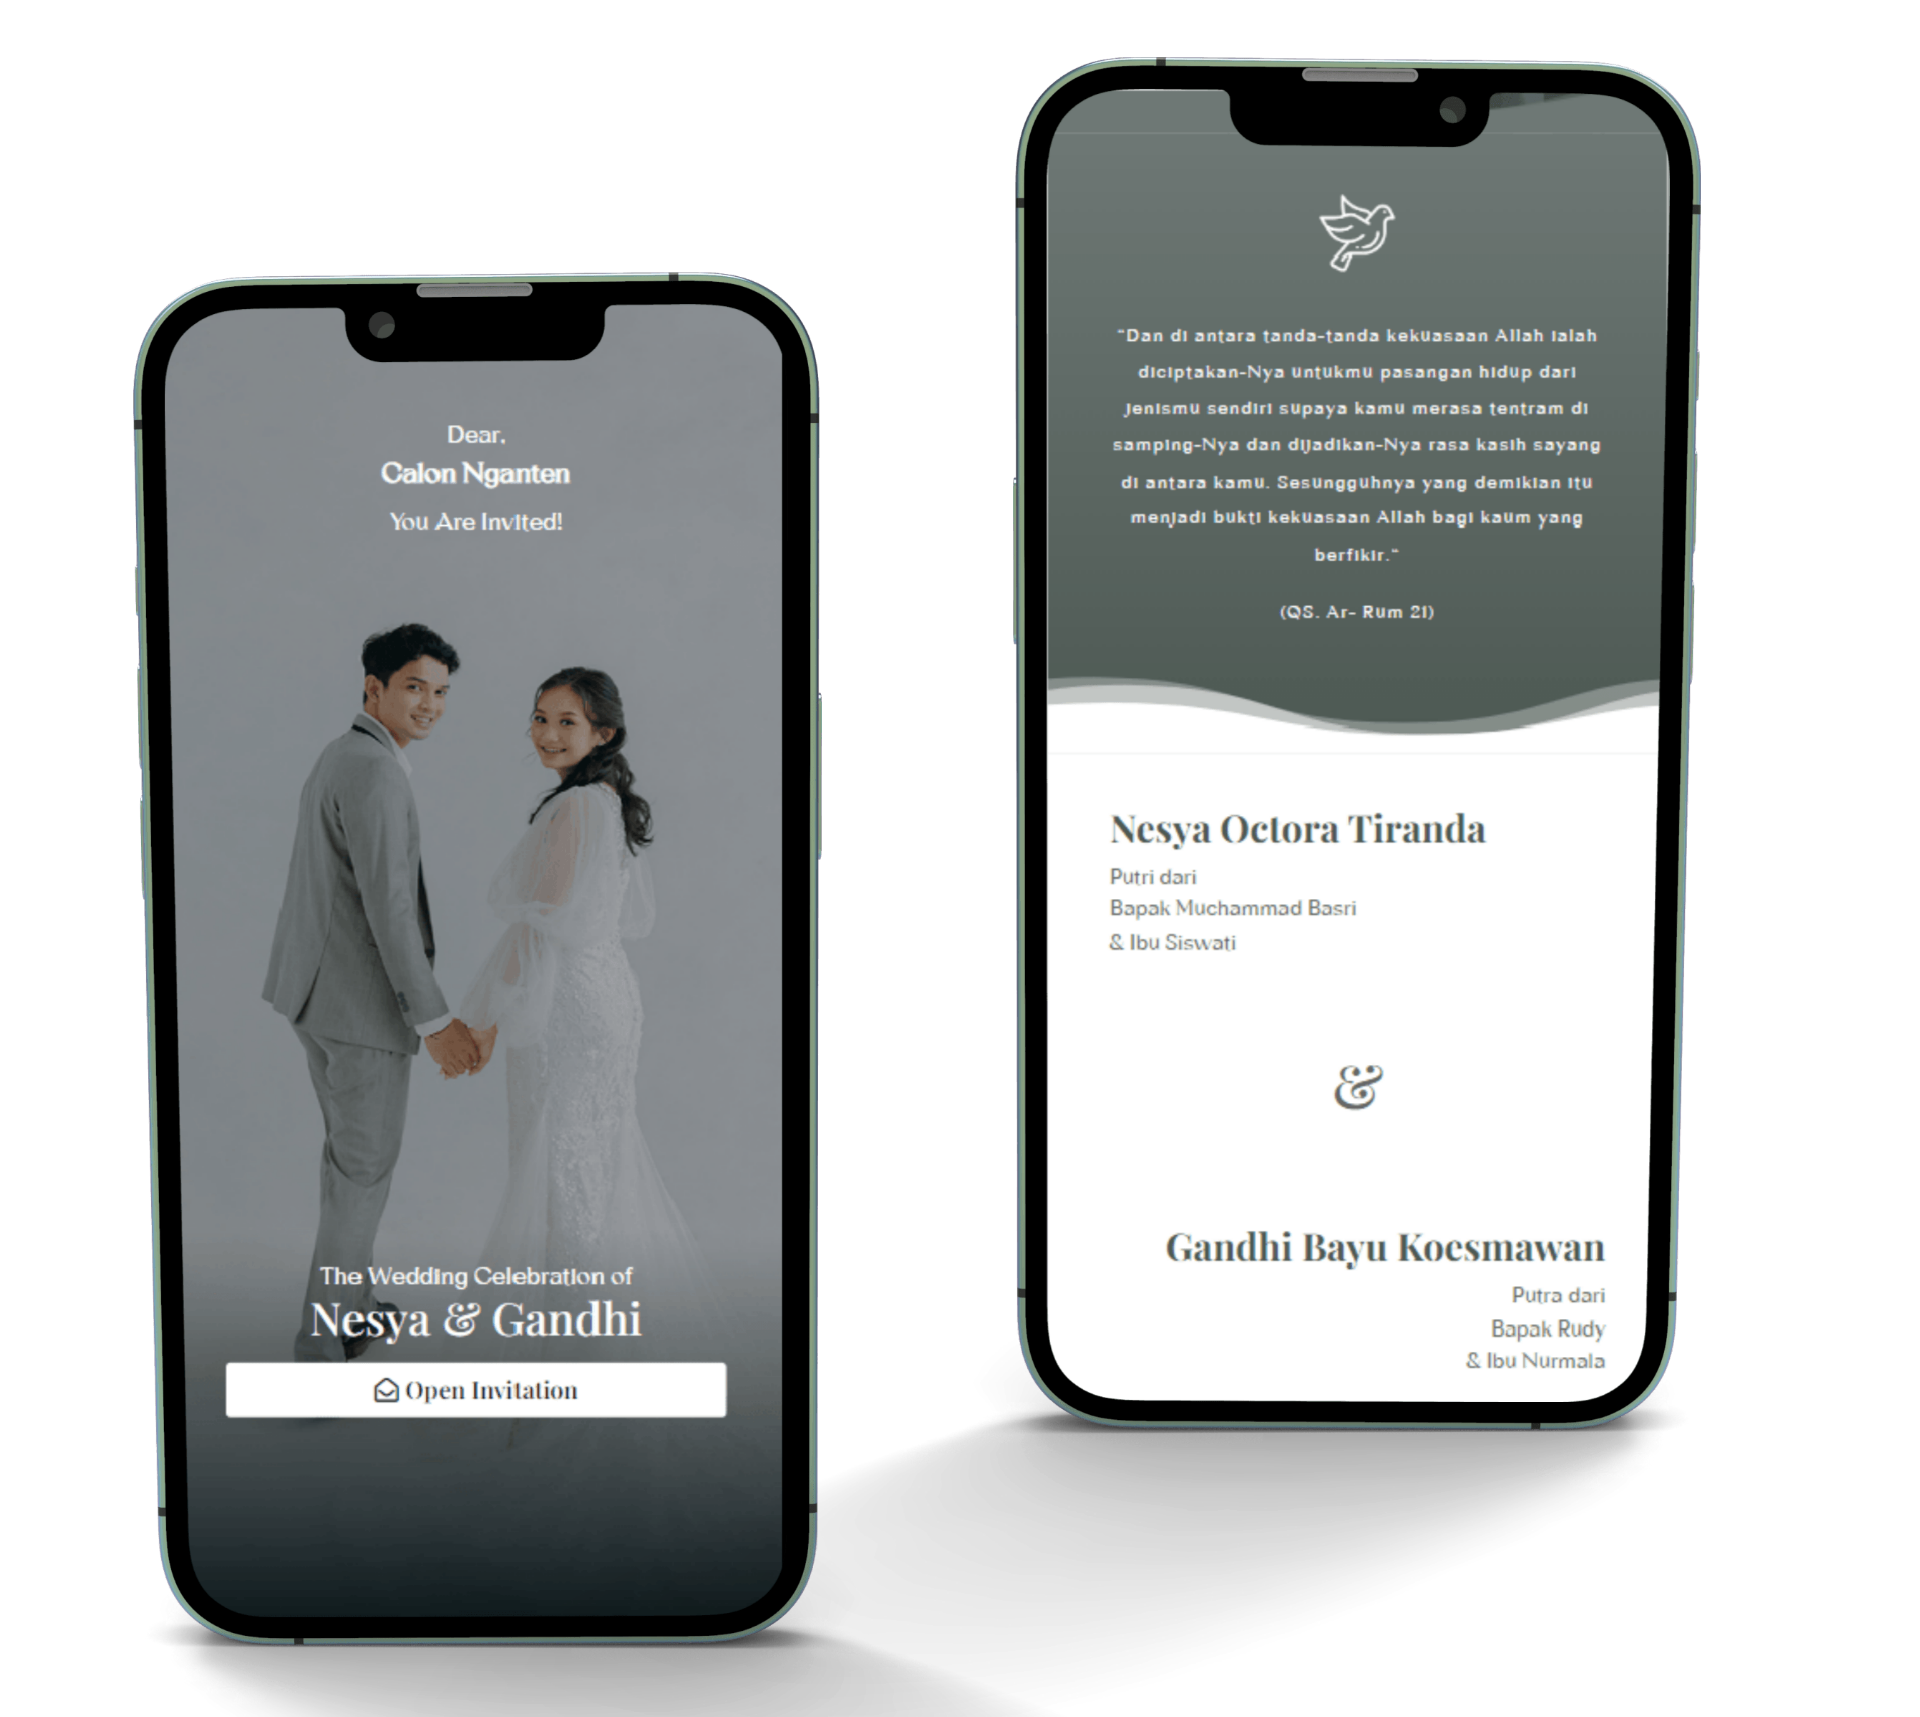 Dear,
Calon Nganten
You Are Invited!
The Wedding Celebration of
Nesya & Gandhi
Open Invitation
"Dan di antara tanda-tanda kekuasaan Allah ialah
diciptakan-Nya untukmu pasangan hidup dari
jenismu sendiri supaya kamu merasa tentram di
samping-Nya dan dijadikan-Nya rasa kasih sayang
di antara kamu. Sesungguhnya yang demikian itu
menjadi bukti kekuasaan Allah bagi kaum yang
berfikir."
(QS. Ar- Rum 21)
Nesya Octora Tiranda
Putri dari
Bapak Muchammad Basri
& Ibu Siswati
&
Gandhi Bayu Koesmawan
Putra dari
Bapak Rudy
& Ibu Nurmala